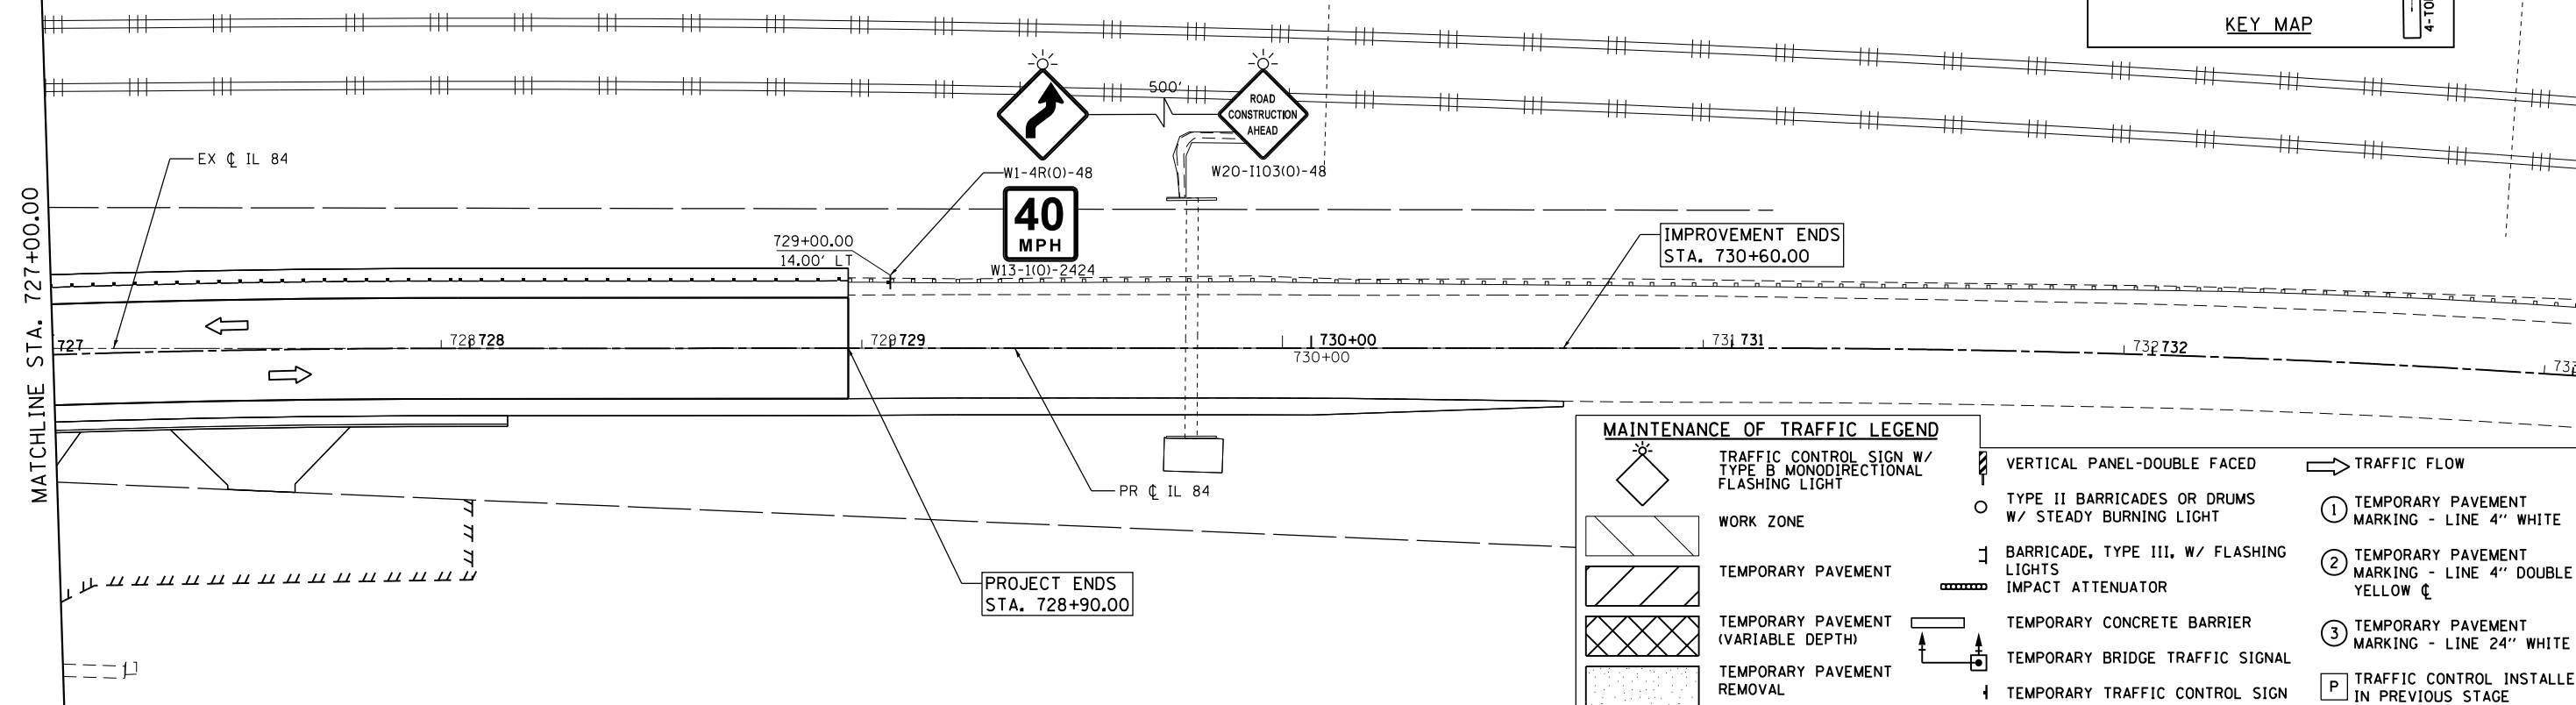 KEY MAP
4-TO
500'
ROAD
CONSTRUCTION
AHEAD
EX ℄ IL 84
W1-4R(O)-48
W20-I103(O)-48
40
MPH
W13-1(O)-2424
729+00.00
14.00' LT
IMPROVEMENT ENDS
STA. 730+60.00
MATCHLINE STA. 727+00.00
727
728 728
729 729
730+00
730+00
731 731
732 732
PR ℄ IL 84
PROJECT ENDS
STA. 728+90.00
MAINTENANCE OF TRAFFIC LEGEND
TRAFFIC CONTROL SIGN W/
TYPE B MONODIRECTIONAL
FLASHING LIGHT
WORK ZONE
TEMPORARY PAVEMENT
TEMPORARY PAVEMENT
(VARIABLE DEPTH)
TEMPORARY PAVEMENT
REMOVAL
VERTICAL PANEL-DOUBLE FACED
TYPE II BARRICADES OR DRUMS
W/ STEADY BURNING LIGHT
BARRICADE, TYPE III, W/ FLASHING
LIGHTS
IMPACT ATTENUATOR
TEMPORARY CONCRETE BARRIER
TEMPORARY BRIDGE TRAFFIC SIGNAL
TEMPORARY TRAFFIC CONTROL SIGN
TRAFFIC FLOW
1 TEMPORARY PAVEMENT
MARKING - LINE 4" WHITE
2 TEMPORARY PAVEMENT
MARKING - LINE 4" DOUBLE
YELLOW ℄
3 TEMPORARY PAVEMENT
MARKING - LINE 24" WHITE
P TRAFFIC CONTROL INSTALLE
IN PREVIOUS STAGE